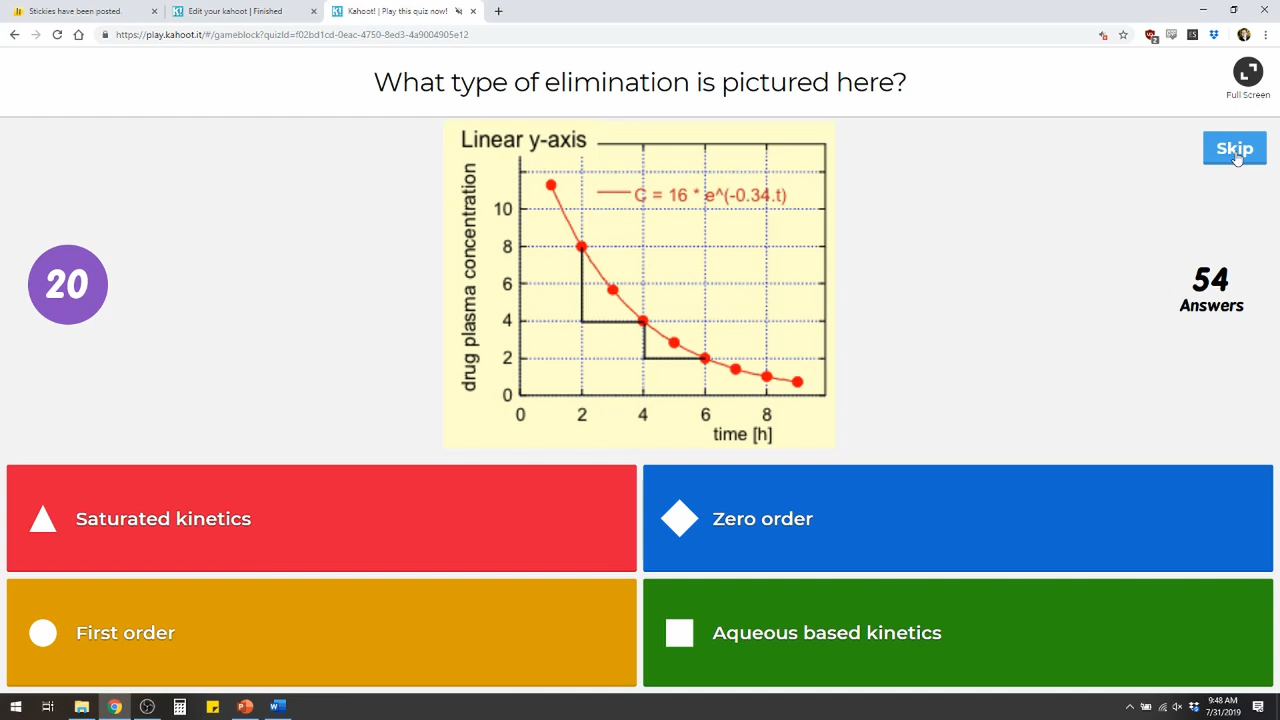 Stickies have been posted.
Edit your kahoot | Finished
Kahoot! | Play this quiz now!
https://play.kahoot.it/#/gameblock?quizId=f02bd1cd-0eac-4750-8ed3-4a9004905e12
What type of elimination is pictured here?
Full Screen
Skip
Linear y-axis
C = 16 * e^(-0.34.t)
drug plasma concentration
10
8
6
4
2
0
0 2 4 6 8
time [h]
20
54
Answers
Saturated kinetics
Zero order
First order
Aqueous based kinetics
9:48 AM
7/31/2019